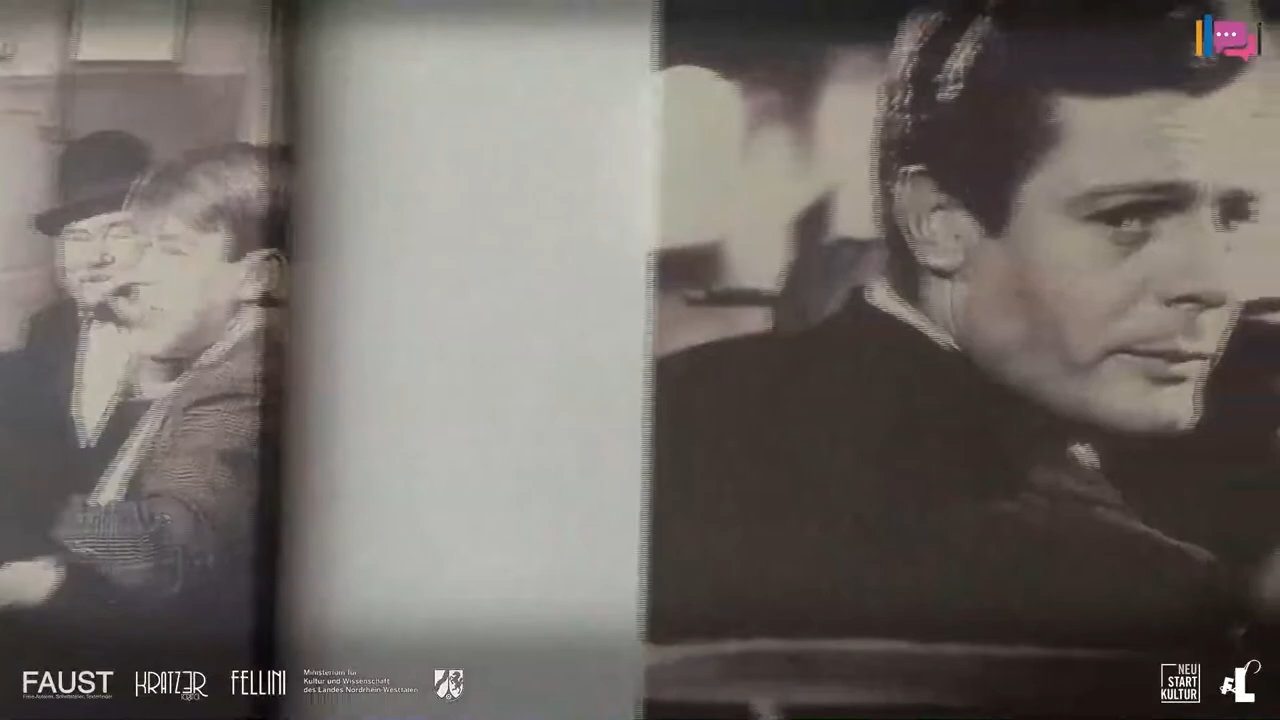 FAUST
KRATZER
FELLINI
Ministerium für
Kultur und Wissenschaft
des Landes Nordrhein-Westfalen
NEU
START
KULTUR